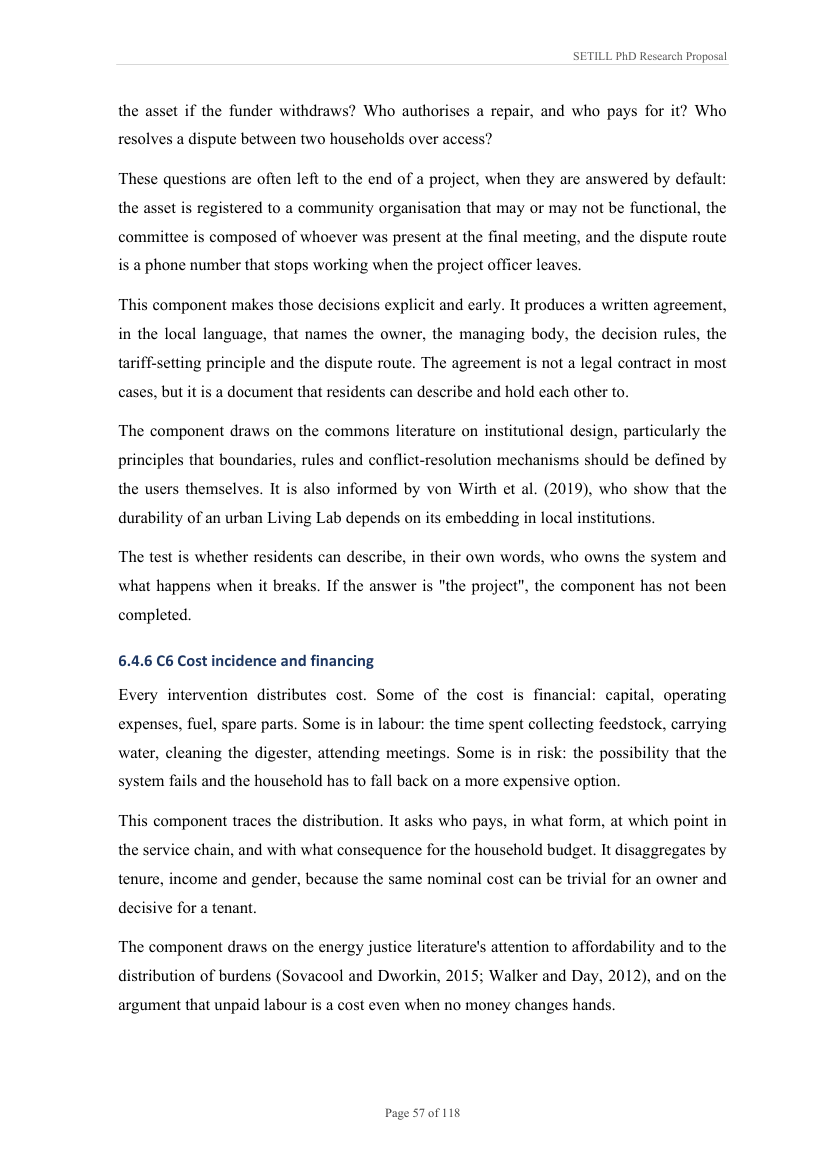 SETILL PhD Research Proposal
the asset if the funder withdraws? Who authorises a repair, and who pays for it? Who
resolves a dispute between two households over access?
These questions are often left to the end of a project, when they are answered by default:
the asset is registered to a community organisation that may or may not be functional, the
committee is composed of whoever was present at the final meeting, and the dispute route
is a phone number that stops working when the project officer leaves.
This component makes those decisions explicit and early. It produces a written agreement,
in the local language, that names the owner, the managing body, the decision rules, the
tariff-setting principle and the dispute route. The agreement is not a legal contract in most
cases, but it is a document that residents can describe and hold each other to.
The component draws on the commons literature on institutional design, particularly the
principles that boundaries, rules and conflict-resolution mechanisms should be defined by
the users themselves. It is also informed by von Wirth et al. (2019), who show that the
durability of an urban Living Lab depends on its embedding in local institutions.
The test is whether residents can describe, in their own words, who owns the system and
what happens when it breaks. If the answer is "the project", the component has not been
completed.
6.4.6 C6 Cost incidence and financing
Every intervention distributes cost. Some of the cost is financial: capital, operating
expenses, fuel, spare parts. Some is in labour: the time spent collecting feedstock, carrying
water, cleaning the digester, attending meetings. Some is in risk: the possibility that the
system fails and the household has to fall back on a more expensive option.
This component traces the distribution. It asks who pays, in what form, at which point in
the service chain, and with what consequence for the household budget. It disaggregates by
tenure, income and gender, because the same nominal cost can be trivial for an owner and
decisive for a tenant.
The component draws on the energy justice literature's attention to affordability and to the
distribution of burdens (Sovacool and Dworkin, 2015; Walker and Day, 2012), and on the
argument that unpaid labour is a cost even when no money changes hands.
Page 57 of 118